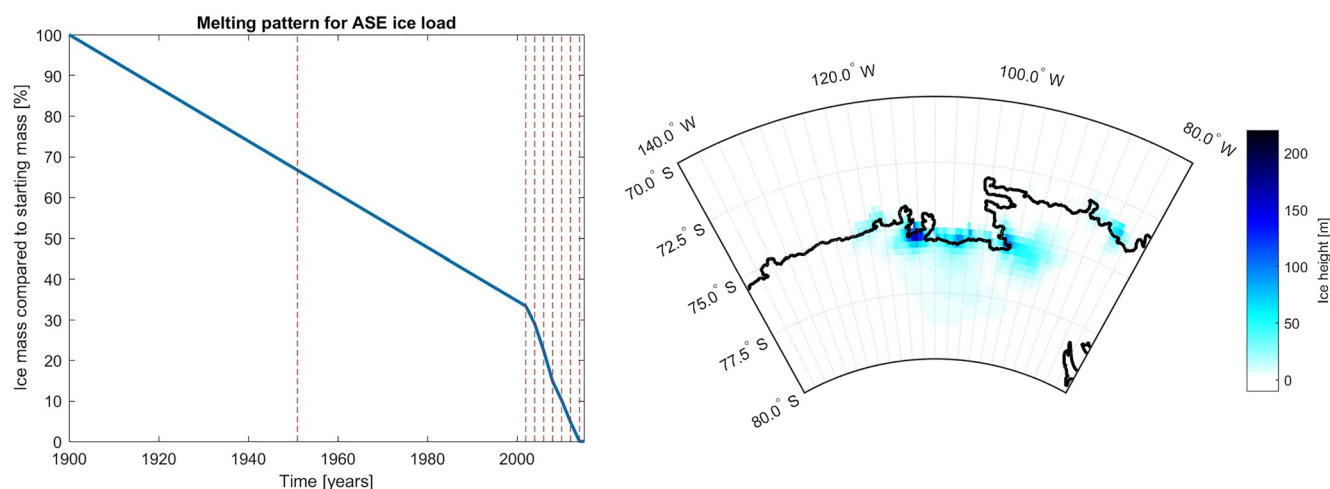 Melting pattern for ASE ice load
Ice mass compared to starting mass [%]
100
90
80
70
60
50
40
30
20
10
0
1900
1920
1940
1960
1980
2000
Time [years]
140.0° W
120.0° W
100.0° W
80.0° W
70.0° S
72.5° S
75.0° S
77.5° S
80.0° S
200
150
100
50
0
Ice height [m]